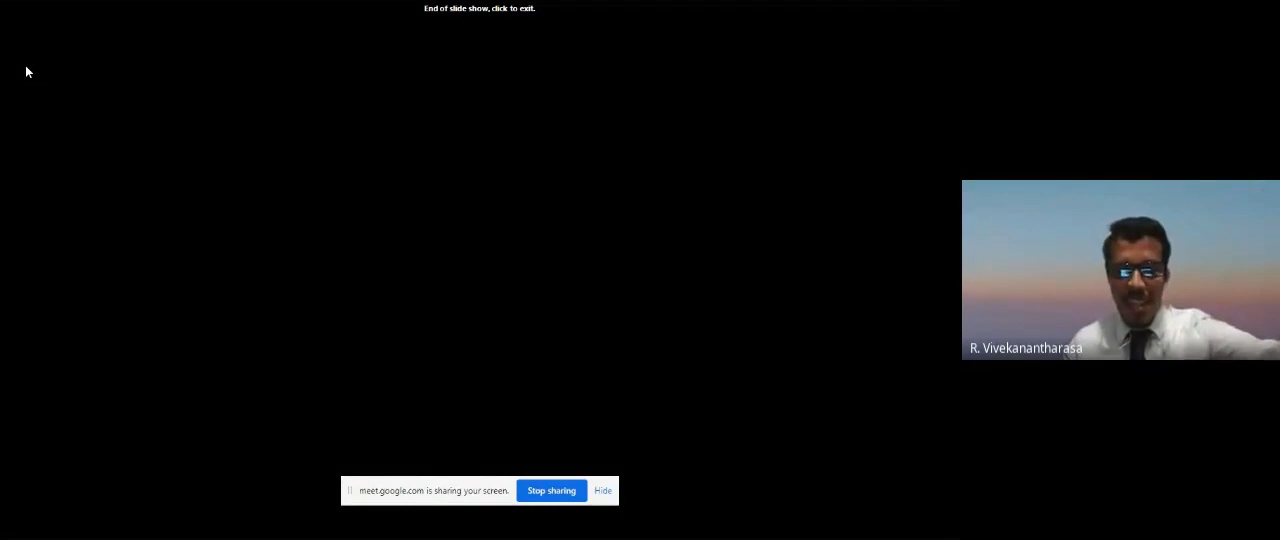 End of slide show, click to exit.
R. Vivekanantharasa
meet.google.com is sharing your screen. Stop sharing Hide